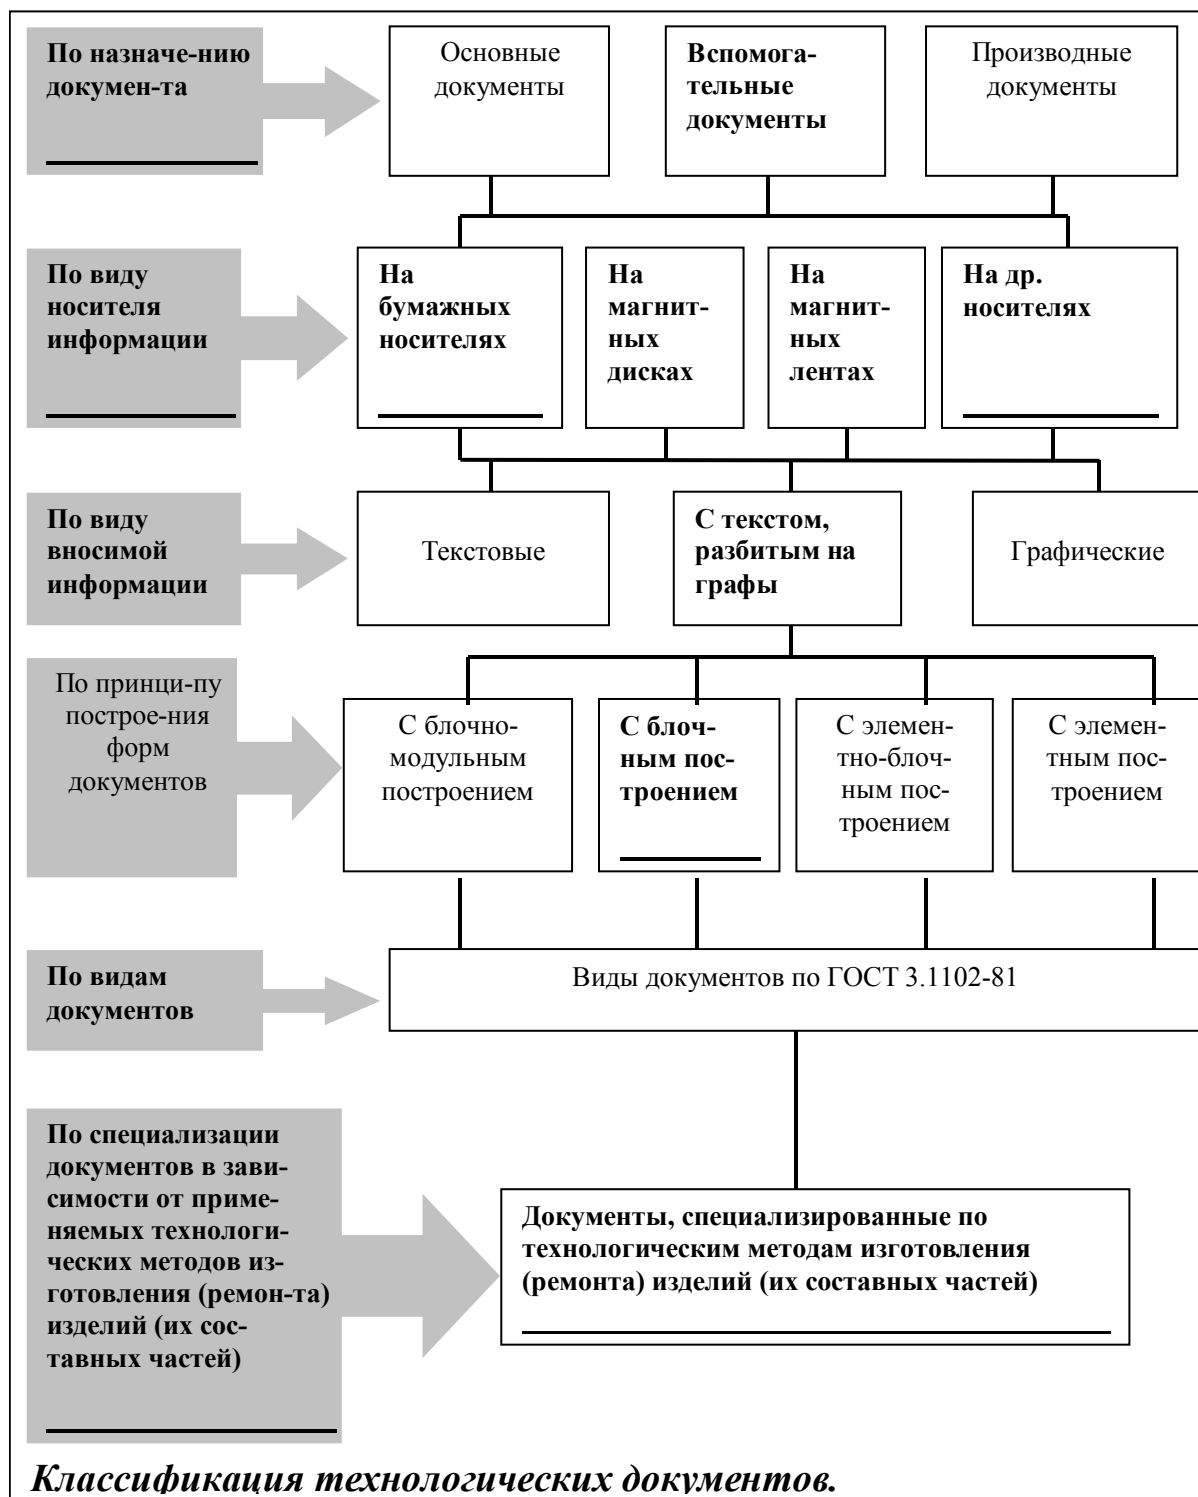 По назначе-нию
докумен-та
Основные
документы
Вспомога-
тельные
документы
Производные
документы
По виду
носителя
информации
На
бумажных
носителях
На
магнит-
ных
дисках
На
магнит-
ных
лентах
На др.
носителях
По виду
вносимой
информации
Текстовые
С текстом,
разбитым на
графы
Графические
По принци-пу
построе-ния
форм
документов
С блочно-
модульным
построением
С блоч-
ным пос-
троением
С элемен-
тно-блоч-
ным пос-
троением
С элемен-
тным пос-
троением
По видам
документов
Виды документов по ГОСТ 3.1102-81
По специализации
документов в зави-
симости от приме-
няемых технологи-
ческих методов из-
готовления (ремон-та)
изделий (их сос-
тавных частей)
Документы, специализированные по
технологическим методам изготовления
(ремонта) изделий (их составных частей)
Классификация технологических документов.